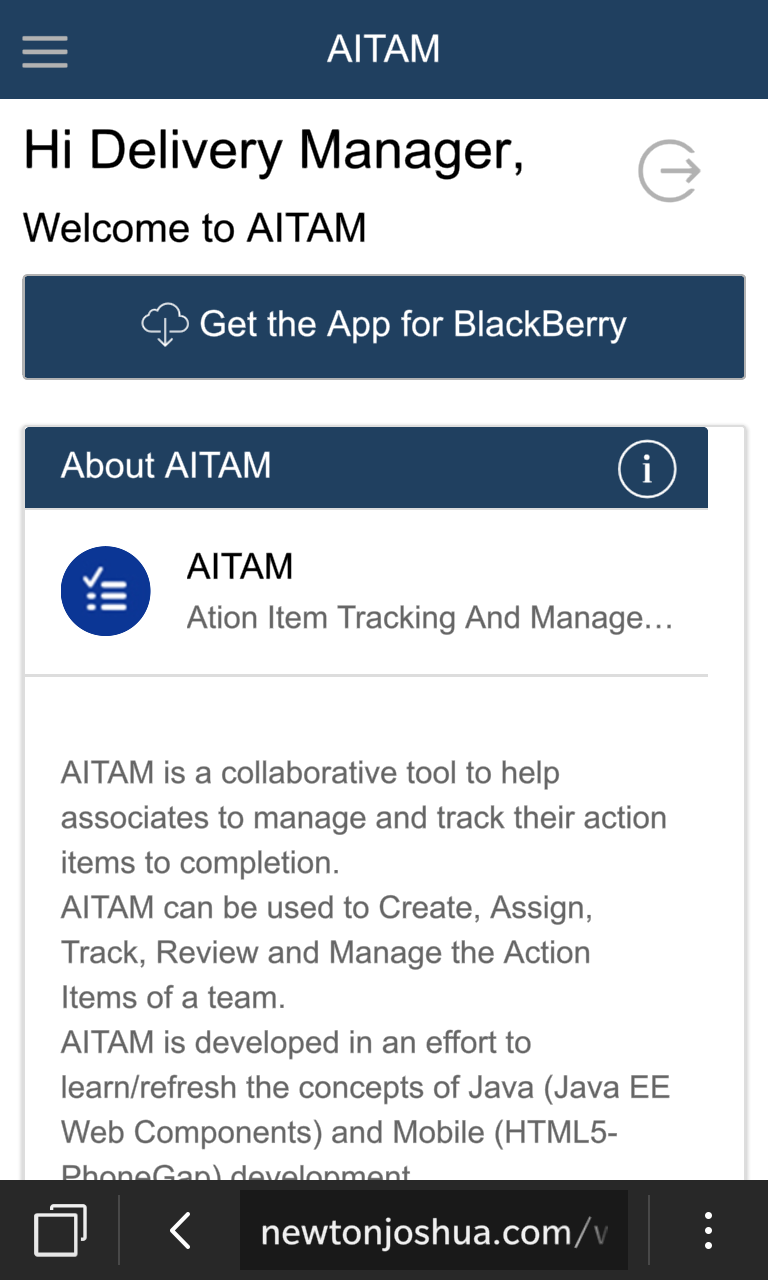 AITAM
Hi Delivery Manager,
Welcome to AITAM
Get the App for BlackBerry
About AITAM
i
AITAM
Ation Item Tracking And Manage...
AITAM is a collaborative tool to help
associates to manage and track their action
items to completion.
AITAM can be used to Create, Assign,
Track, Review and Manage the Action
Items of a team.
AITAM is developed in an effort to
learn/refresh the concepts of Java (Java EE
Web Components) and Mobile (HTML5-
PhoneGap) development
newtonjoshua.com/w